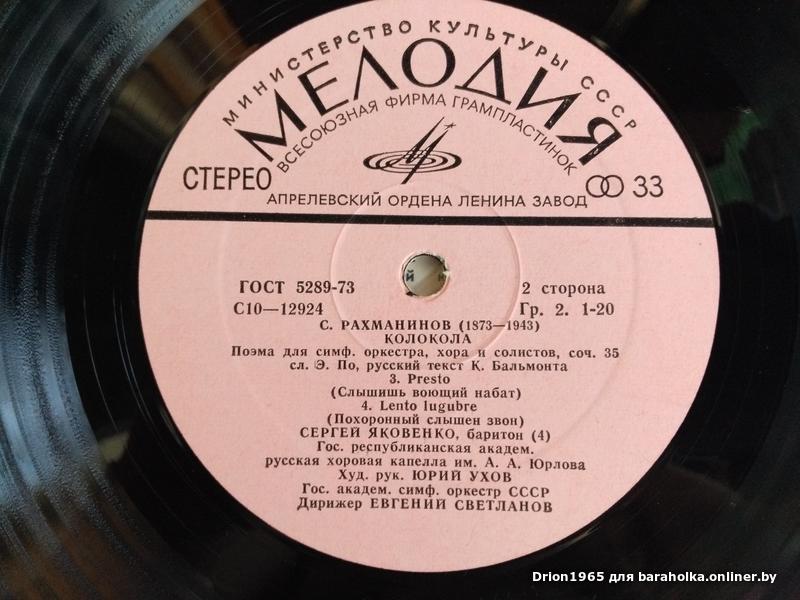 МИНИСТЕРСТВО КУЛЬТУРЫ СССР
МЕЛОДИЯ
ВСЕСОЮЗНАЯ ФИРМА ГРАМПЛАСТИНОК
СТЕРЕО
33
АПРЕЛЕВСКИЙ ОРДЕНА ЛЕНИНА ЗАВОД
ГОСТ 5289-73
2 сторона
С10—12924
Гр. 2. 1-20
С. РАХМАНИНОВ (1873—1943)
КОЛОКОЛА
Поэма для симф. оркестра, хора и солистов, соч. 35
сл. Э. По, русский текст К. Бальмонта
3. Presto
(Слышишь воющий набат)
4. Lento lugubre
(Похоронный слышен звон)
СЕРГЕЙ ЯКОВЕНКО, баритон (4)
Гос. республиканская академ.
русская хоровая капелла им. А. А. Юрлова
Худ. рук. ЮРИЙ УХОВ
Гос. академ. симф. оркестр СССР
Дирижер ЕВГЕНИЙ СВЕТЛАНОВ
Drion1965 для baraholka.onliner.by